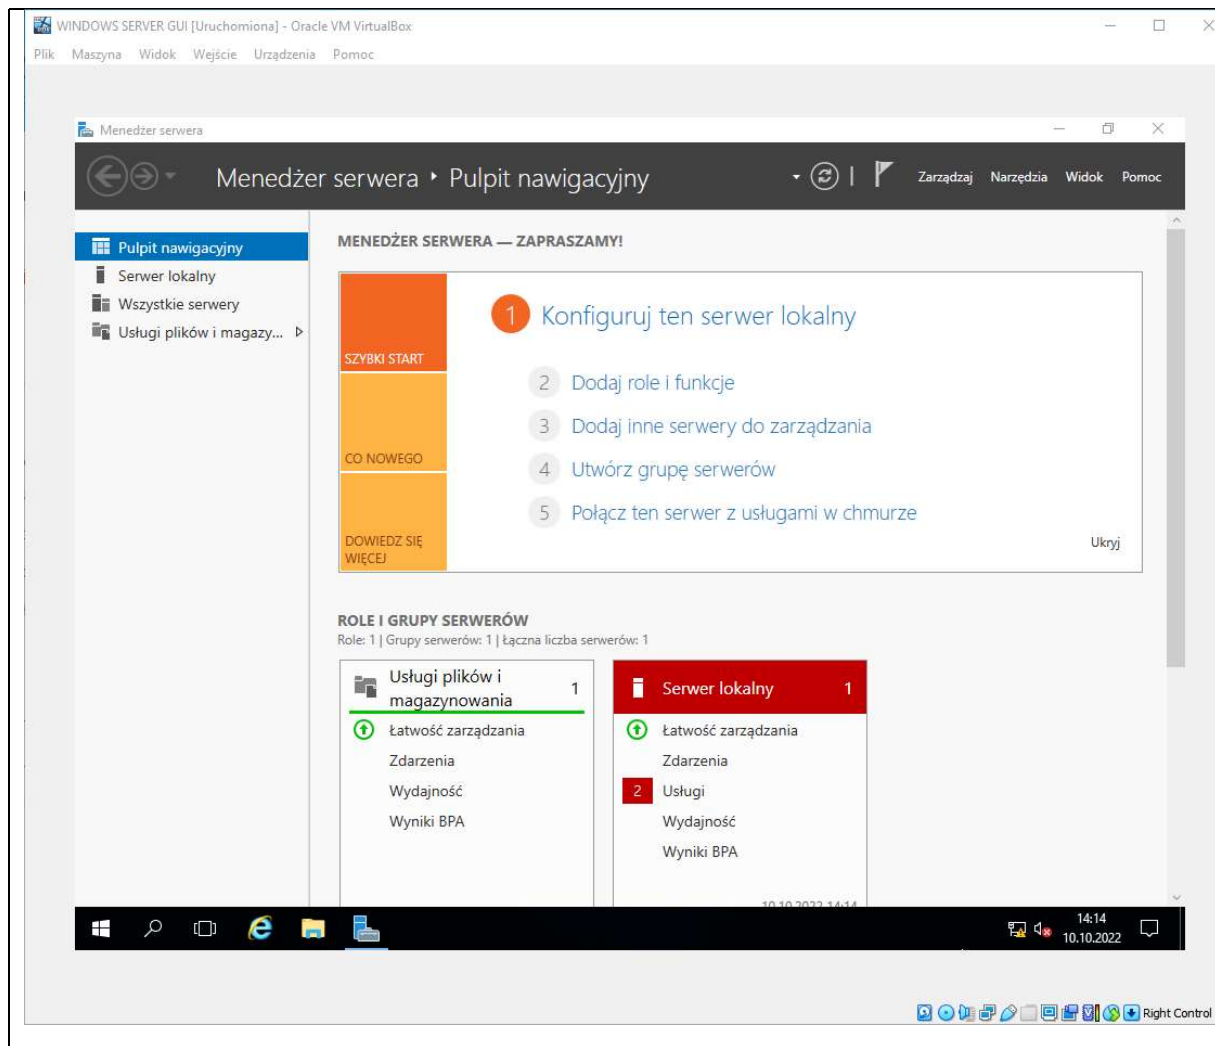 WINDOWS SERVER GUI [Uruchomiona] - Oracle VM VirtualBox
Plik Maszyna Widok Wejście Urządzenia Pomoc
Menedżer serwera
Menedżer serwera Pulpit nawigacyjny
Zarządzaj Narzędzia Widok Pomoc
Pulpit nawigacyjny
Serwer lokalny
Wszystkie serwery
Usługi plików i magazy...
MENEDŻER SERWERA — ZAPRASZAMY!
SZYBKI START
CO NOWEGO
DOWIEDZ SIĘ
WIĘCEJ
1 Konfiguruj ten serwer lokalny
2 Dodaj role i funkcje
3 Dodaj inne serwery do zarządzania
4 Utwórz grupę serwerów
5 Połącz ten serwer z usługami w chmurze
Ukryj
ROLE I GRUPY SERWERÓW
Role: 1 | Grupy serwerów: 1 | Łączna liczba serwerów: 1
Usługi plików i
magazynowania 1
Łatwość zarządzania
Zdarzenia
Wydajność
Wyniki BPA
Serwer lokalny 1
Łatwość zarządzania
Zdarzenia
2 Usługi
Wydajność
Wyniki BPA
10.10.2022 14:14
14:14
10.10.2022
Right Control